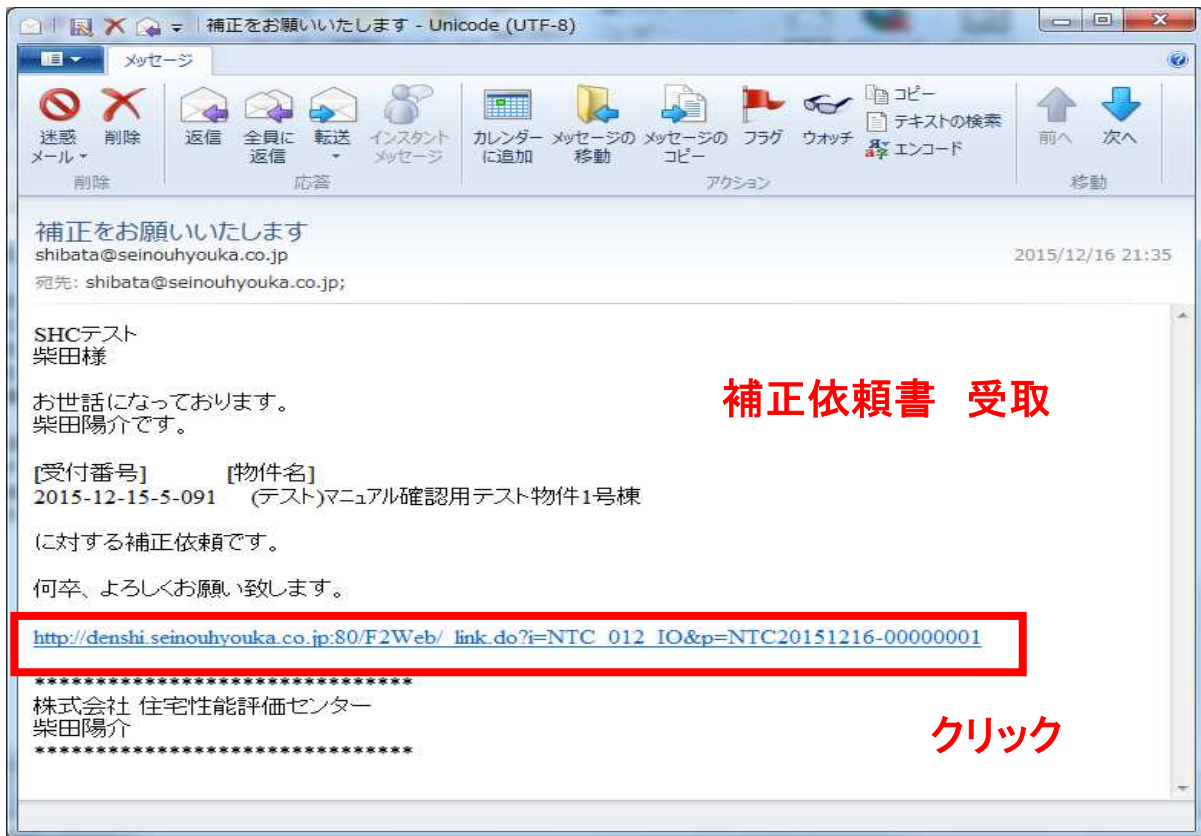 補正をお願いいたします - Unicode (UTF-8)
メッセージ
迷惑メール
削除
返信
全員に返信
転送
インスタント メッセージ
カレンダーに追加
メッセージの移動
メッセージのコピー
フラグ
ウォッチ
コピー
テキストの検索
エンコード
前へ
次へ
削除
応答
アクション
移動
補正をお願いいたします
shibata@seinouhyouka.co.jp
2015/12/16 21:35
宛先: shibata@seinouhyouka.co.jp;
SHCテスト
柴田様
お世話になっております。
柴田陽介です。
補正依頼書 受取
[受付番号] [物件名]
2015-12-15-5-091 (テスト)マニュアル確認用テスト物件1号棟
に対する補正依頼です。
何卒、よろしくお願い致します。
http://denshi.seinouhyouka.co.jp:80/F2Web/_link.do?i=NTC_012_IO&p=NTC20151216-00000001
*******************************
株式会社 住宅性能評価センター
柴田陽介
*******************************
クリック